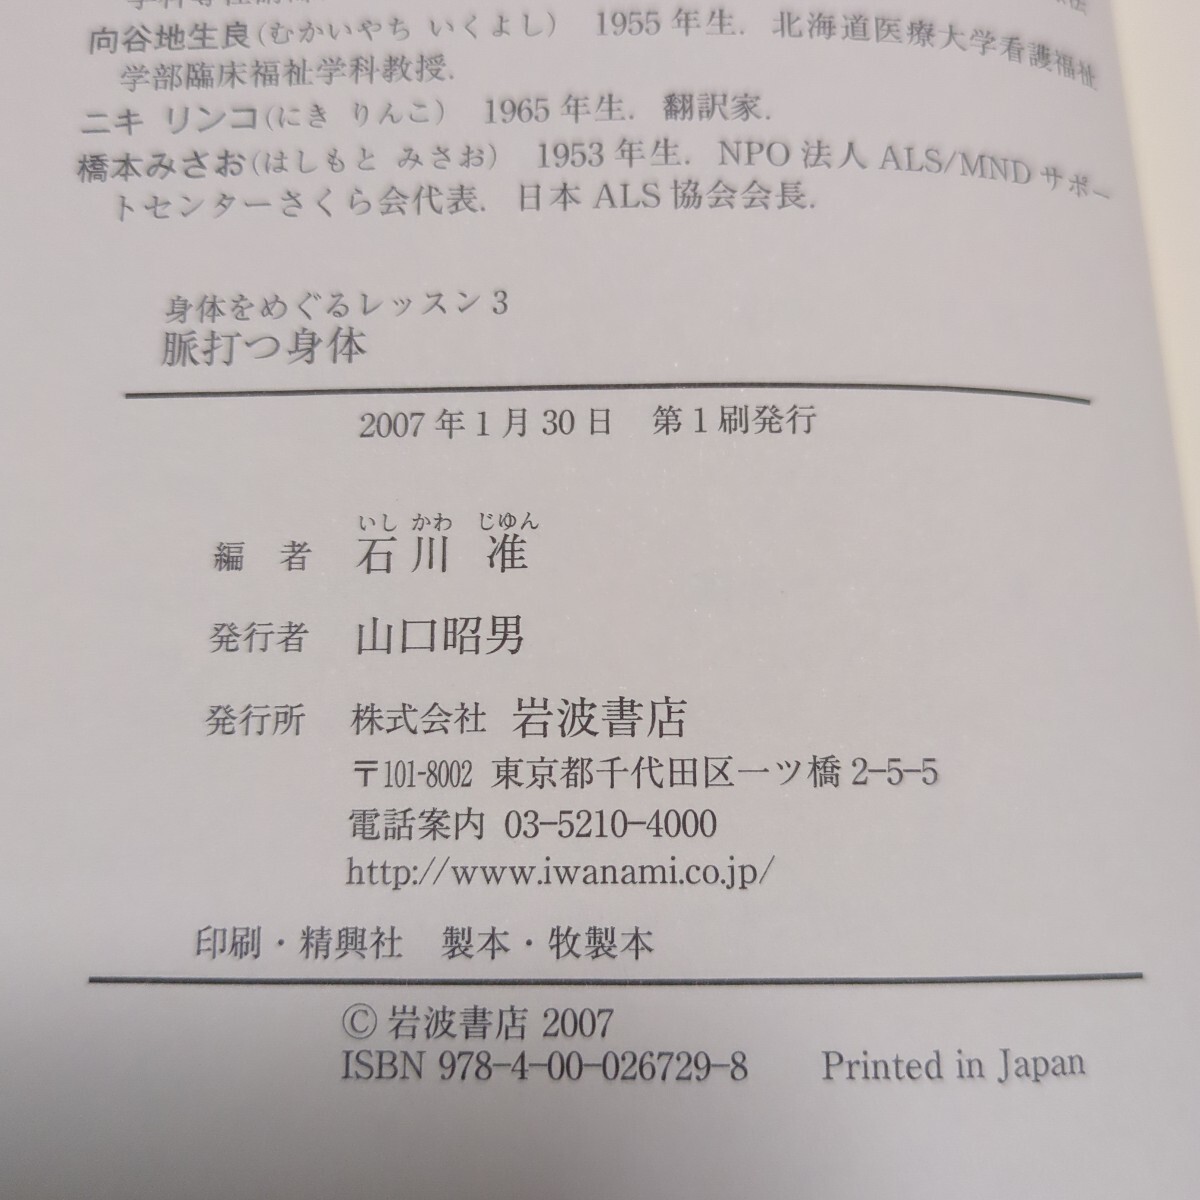 向谷地生良(むかいやち いくよし) 1955年生. 北海道医療大学看護福祉
学部臨床福祉学科教授.
ニキ リンコ(にき りんこ) 1965年生. 翻訳家.
橋本みさお(はしもと みさお) 1953年生. NPO法人ALS/MNDサポー
トセンターさくら会代表. 日本ALS協会会長.
身体をめぐるレッスン3
脈打つ身体
2007年1月30日 第1刷発行
いし かわ じゆん
編者 石川 准
発行者 山口昭男
発行所 株式会社 岩波書店
〒101-8002 東京都千代田区一ツ橋2-5-5
電話案内 03-5210-4000
http://www.iwanami.co.jp/
印刷・精興社 製本・牧製本
© 岩波書店 2007
ISBN 978-4-00-026729-8 Printed in Japan